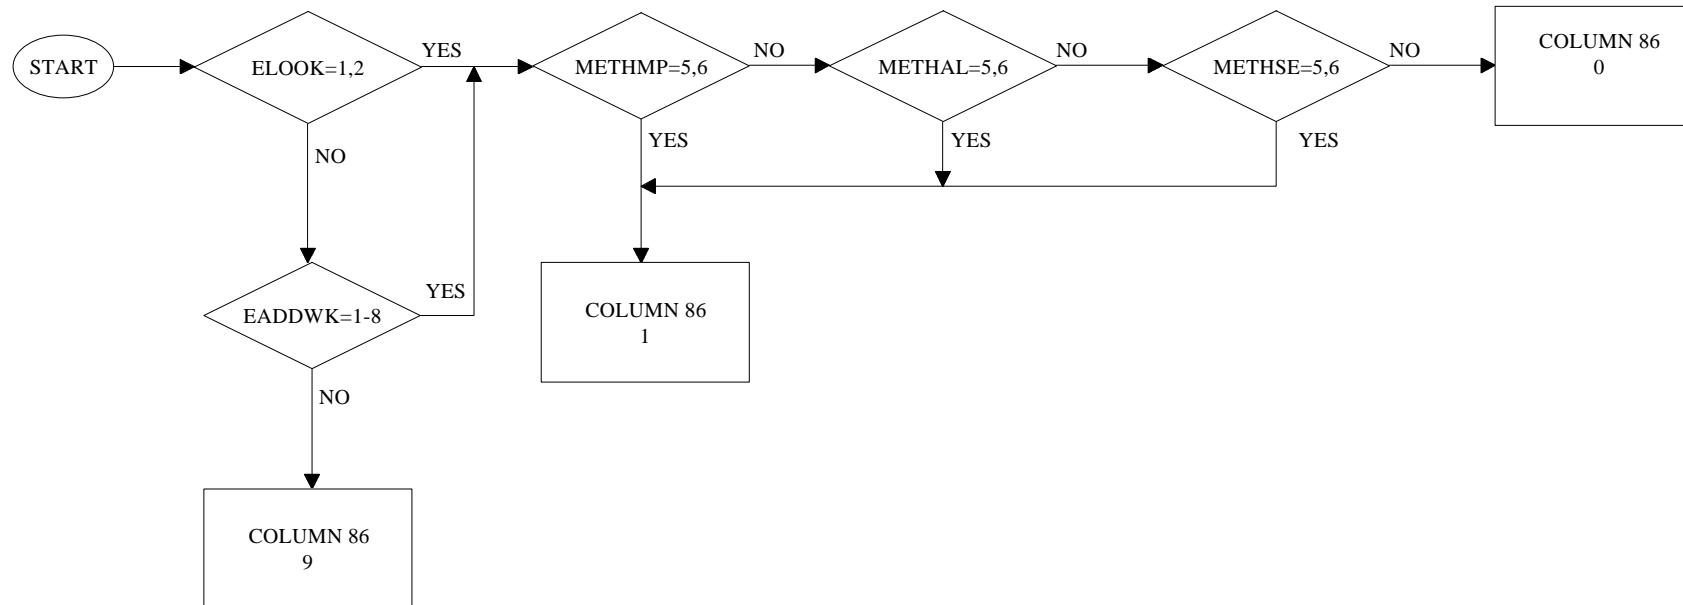 START
ELOOK=1,2
YES
METHMP=5,6
NO
METHAL=5,6
NO
METHSE=5,6
NO
COLUMN 86
0
NO
YES
YES
YES
EADDWK=1-8
YES
COLUMN 86
1
NO
COLUMN 86
9